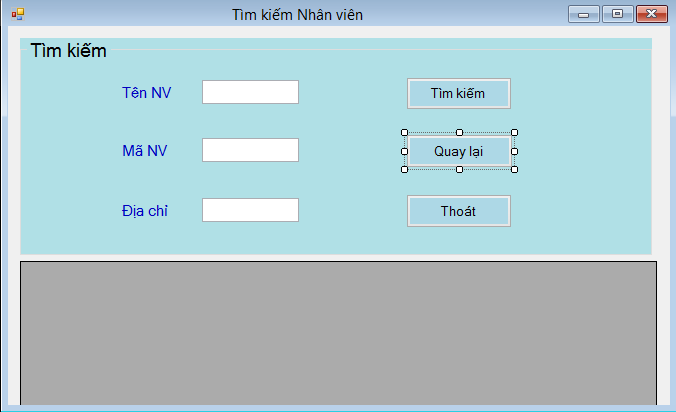 Tìm kiếm Nhân viên
Tìm kiếm
Tên NV
Tìm kiếm
Mã NV
Quay lại
Địa chỉ
Thoát